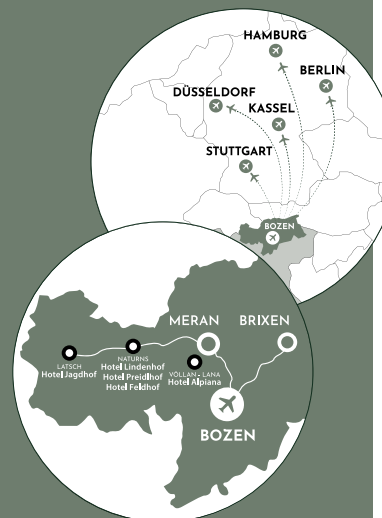 HAMBURG
BERLIN
DÜSSELDORF
KASSEL
STUTTGART
BOZEN
MERAN
BRIXEN
LATSCH
Hotel Jagdhof
NATURNS
Hotel Lindenhof
Hotel Preidlhof
Hotel Feldhof
VÖLLAN - LANA
Hotel Alpiana
BOZEN